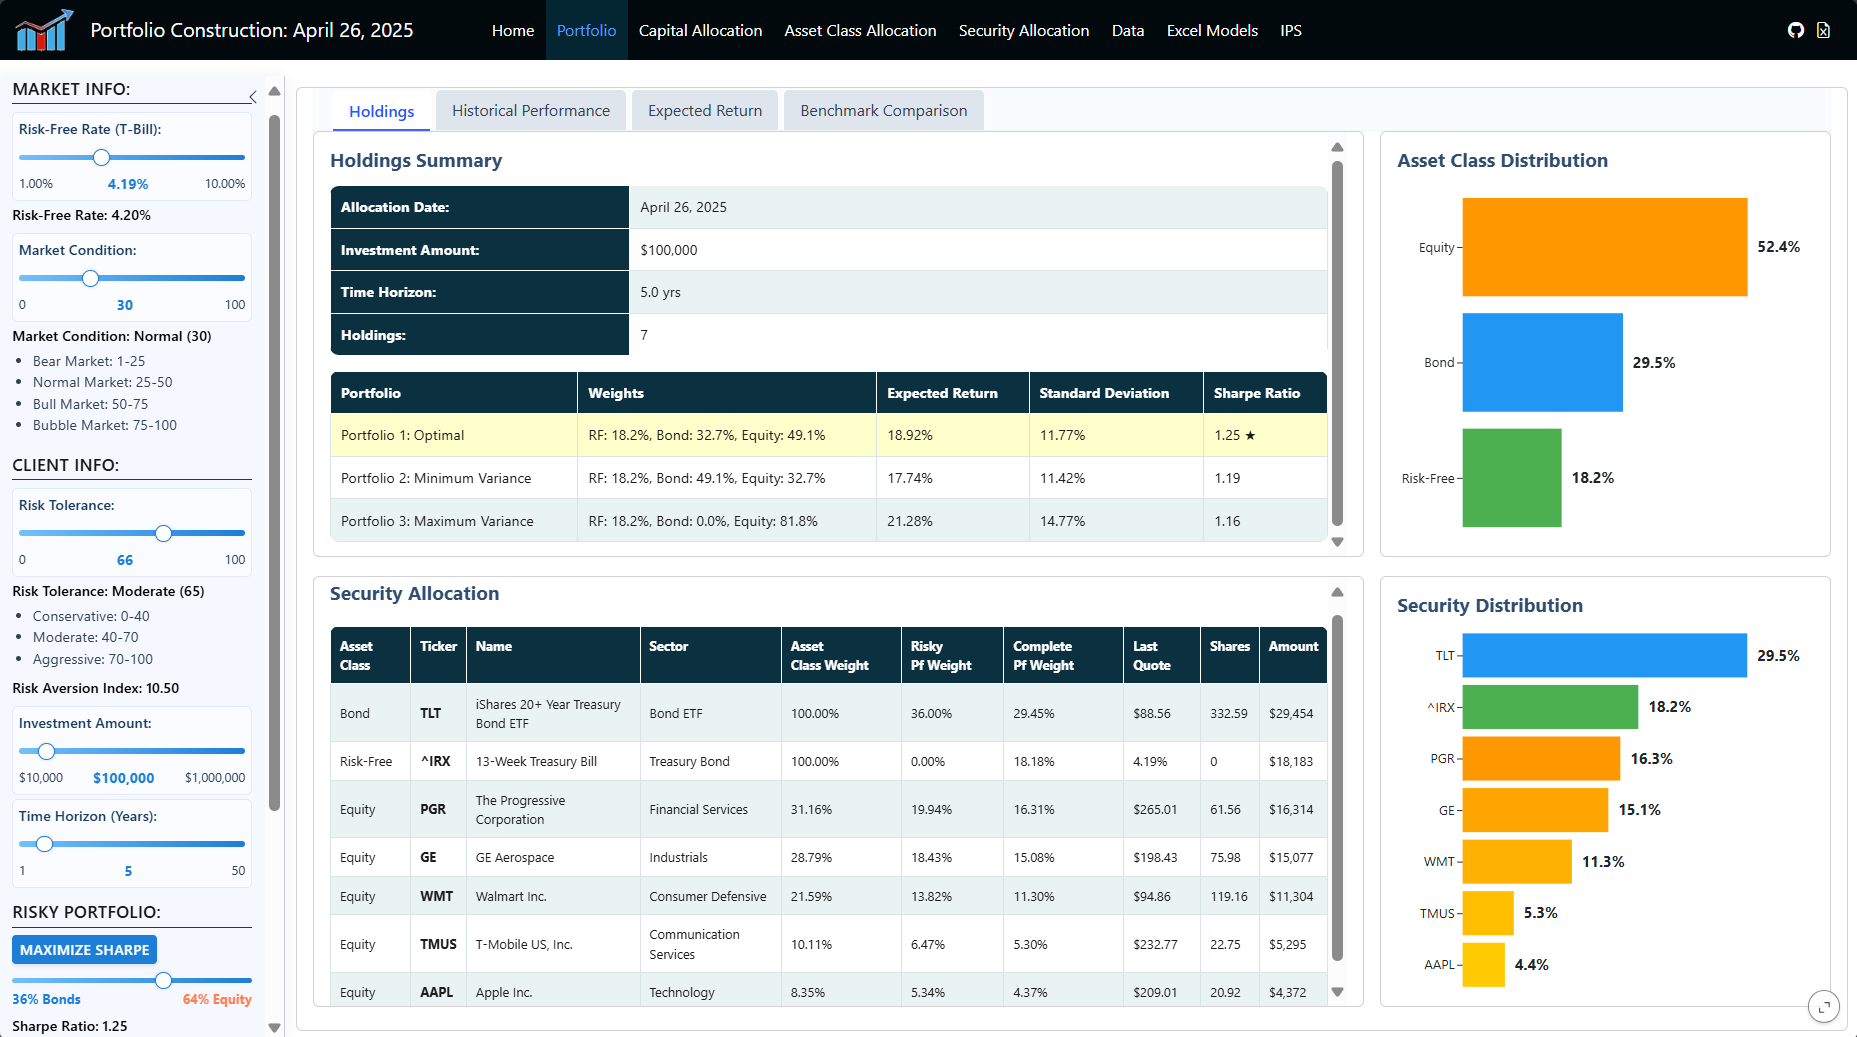 Portfolio Construction: April 26, 2025
Home
Portfolio
Capital Allocation
Asset Class Allocation
Security Allocation
Data
Excel Models
IPS
MARKET INFO:
Risk-Free Rate (T-Bill):
1.00% 4.19% 10.00%
Risk-Free Rate: 4.20%
Market Condition:
0 30 100
Market Condition: Normal (30)
• Bear Market: 1-25
• Normal Market: 25-50
• Bull Market: 50-75
• Bubble Market: 75-100
CLIENT INFO:
Risk Tolerance:
0 66 100
Risk Tolerance: Moderate (65)
• Conservative: 0-40
• Moderate: 40-70
• Aggressive: 70-100
Risk Aversion Index: 10.50
Investment Amount:
$10,000 $100,000 $1,000,000
Time Horizon (Years):
1 5 50
RISKY PORTFOLIO:
MAXIMIZE SHARPE
36% Bonds 64% Equity
Sharpe Ratio: 1.25
Holdings
Historical Performance
Expected Return
Benchmark Comparison
Holdings Summary
Allocation Date: April 26, 2025
Investment Amount: $100,000
Time Horizon: 5.0 yrs
Holdings: 7
Portfolio Weights Expected Return Standard Deviation Sharpe Ratio
Portfolio 1: Optimal RF: 18.2%, Bond: 32.7%, Equity: 49.1% 18.92% 11.77% 1.25 ★
Portfolio 2: Minimum Variance RF: 18.2%, Bond: 49.1%, Equity: 32.7% 17.74% 11.42% 1.19
Portfolio 3: Maximum Variance RF: 18.2%, Bond: 0.0%, Equity: 81.8% 21.28% 14.77% 1.16
Asset Class Distribution
Equity 52.4%
Bond 29.5%
Risk-Free 18.2%
Security Allocation
Asset Class Ticker Name Sector Asset Class Weight Risky Pf Weight Complete Pf Weight Last Quote Shares Amount
Bond TLT iShares 20+ Year Treasury Bond ETF Bond ETF 100.00% 36.00% 29.45% $88.56 332.59 $29,454
Risk-Free ^IRX 13-Week Treasury Bill Treasury Bond 100.00% 0.00% 18.18% 4.19% 0 $18,183
Equity PGR The Progressive Corporation Financial Services 31.16% 19.94% 16.31% $265.01 61.56 $16,314
Equity GE GE Aerospace Industrials 28.79% 18.43% 15.08% $198.43 75.98 $15,077
Equity WMT Walmart Inc. Consumer Defensive 21.59% 13.82% 11.30% $94.86 119.16 $11,304
Equity TMUS T-Mobile US, Inc. Communication Services 10.11% 6.47% 5.30% $232.77 22.75 $5,295
Equity AAPL Apple Inc. Technology 8.35% 5.34% 4.37% $209.01 20.92 $4,372
Security Distribution
TLT 29.5%
^IRX 18.2%
PGR 16.3%
GE 15.1%
WMT 11.3%
TMUS 5.3%
AAPL 4.4%